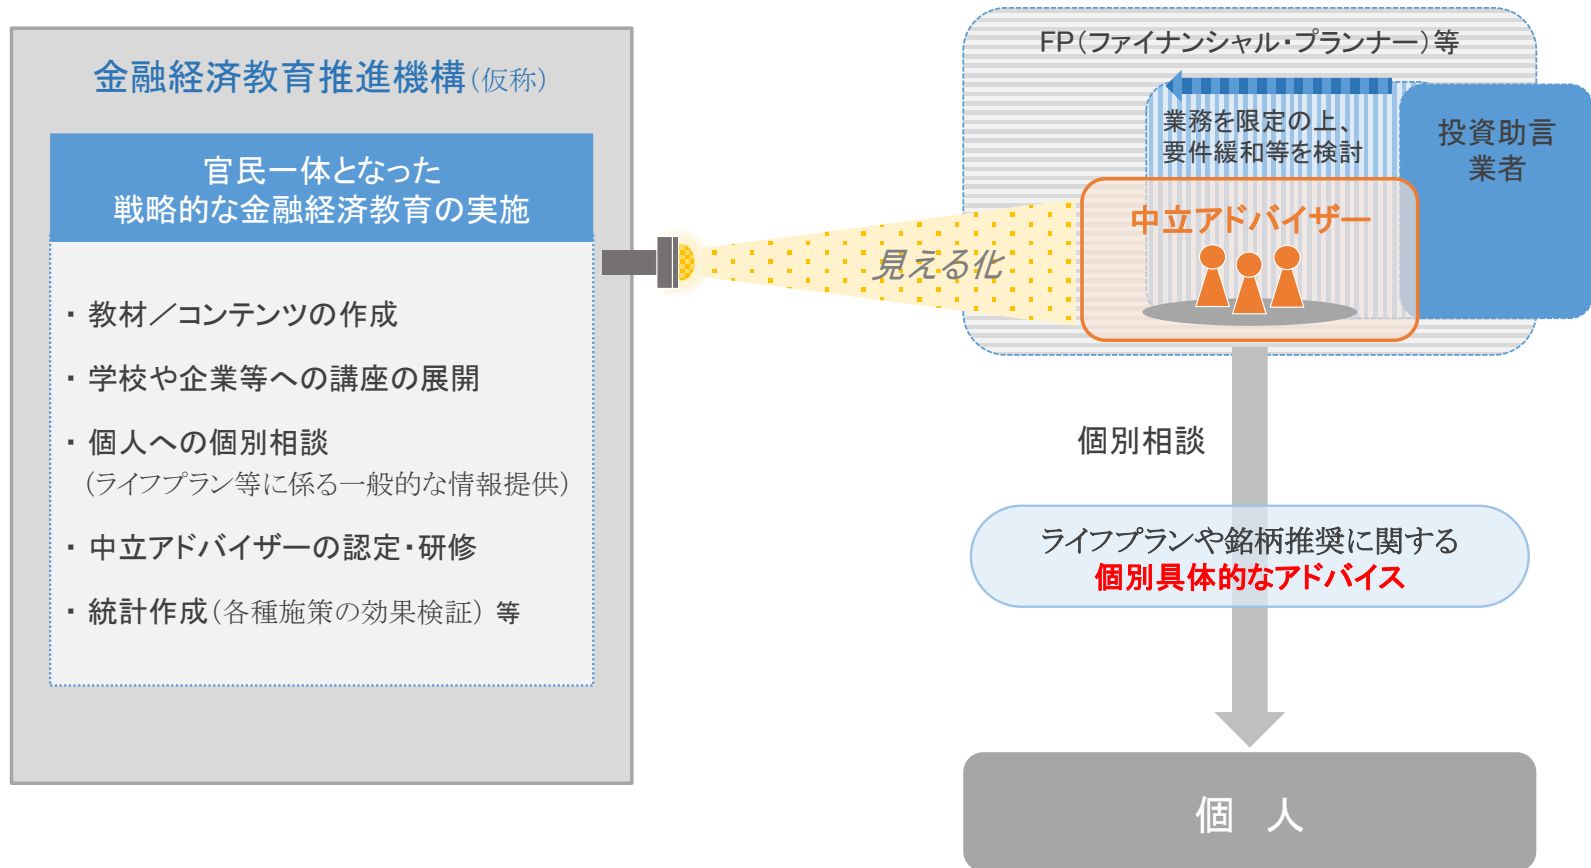 金融経済教育推進機構(仮称)
官民一体となった
戦略的な金融経済教育の実施
・ 教材／コンテンツの作成
・ 学校や企業等への講座の展開
・ 個人への個別相談
(ライフプラン等に係る一般的な情報提供)
・ 中立アドバイザーの認定・研修
・ 統計作成(各種施策の効果検証) 等
見える化
FP(ファイナンシャル・プランナー)等
業務を限定の上、
要件緩和等を検討
投資助言
業者
中立アドバイザー
個別相談
ライフプランや銘柄推奨に関する
個別具体的なアドバイス
個　人